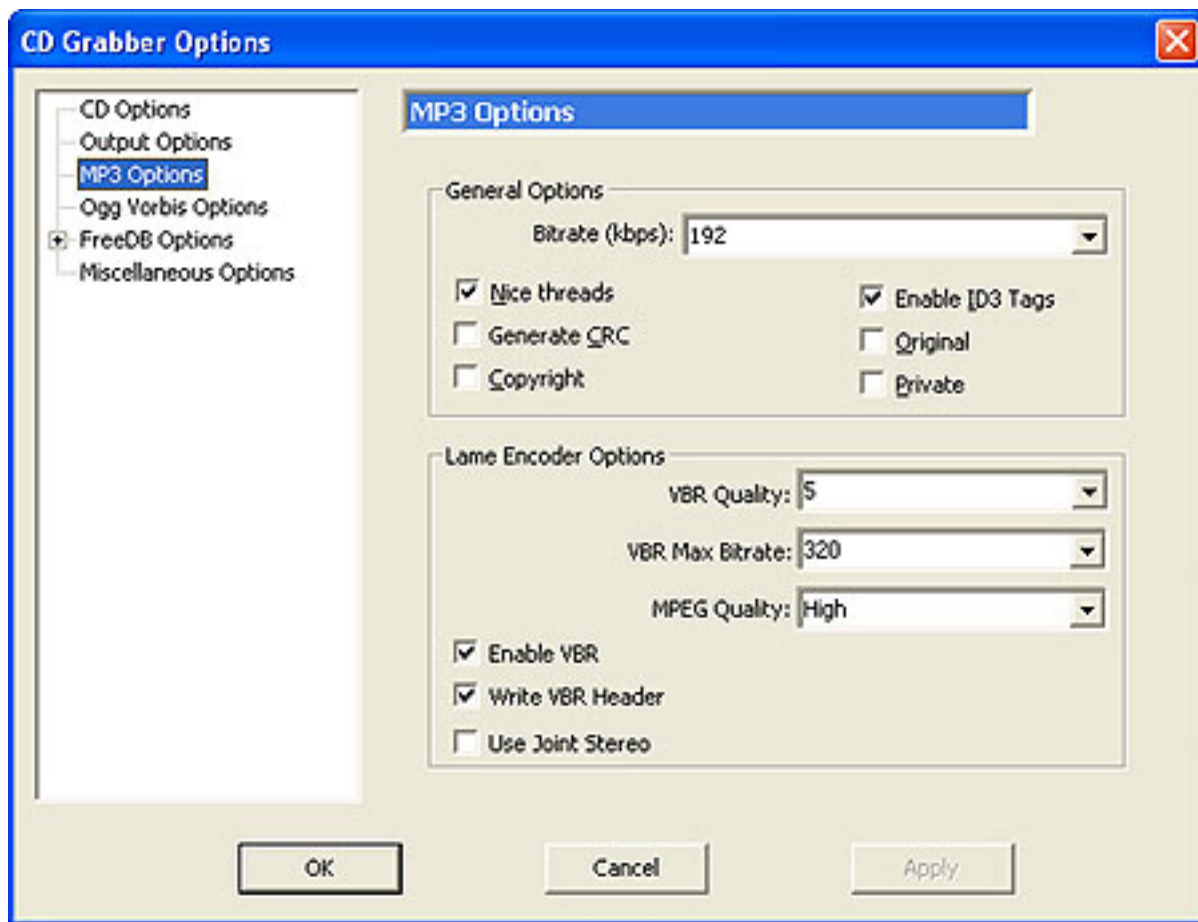 CD Grabber Options
CD Options
Output Options
MP3 Options
Ogg Vorbis Options
FreeDB Options
Miscellaneous Options
MP3 Options
General Options
Bitrate (kbps): 192
Nice threads
Enable ID3 Tags
Generate CRC
Original
Copyright
Private
Lame Encoder Options
VBR Quality: 5
VBR Max Bitrate: 320
MPEG Quality: High
Enable VBR
Write VBR Header
Use Joint Stereo
OK
Cancel
Apply